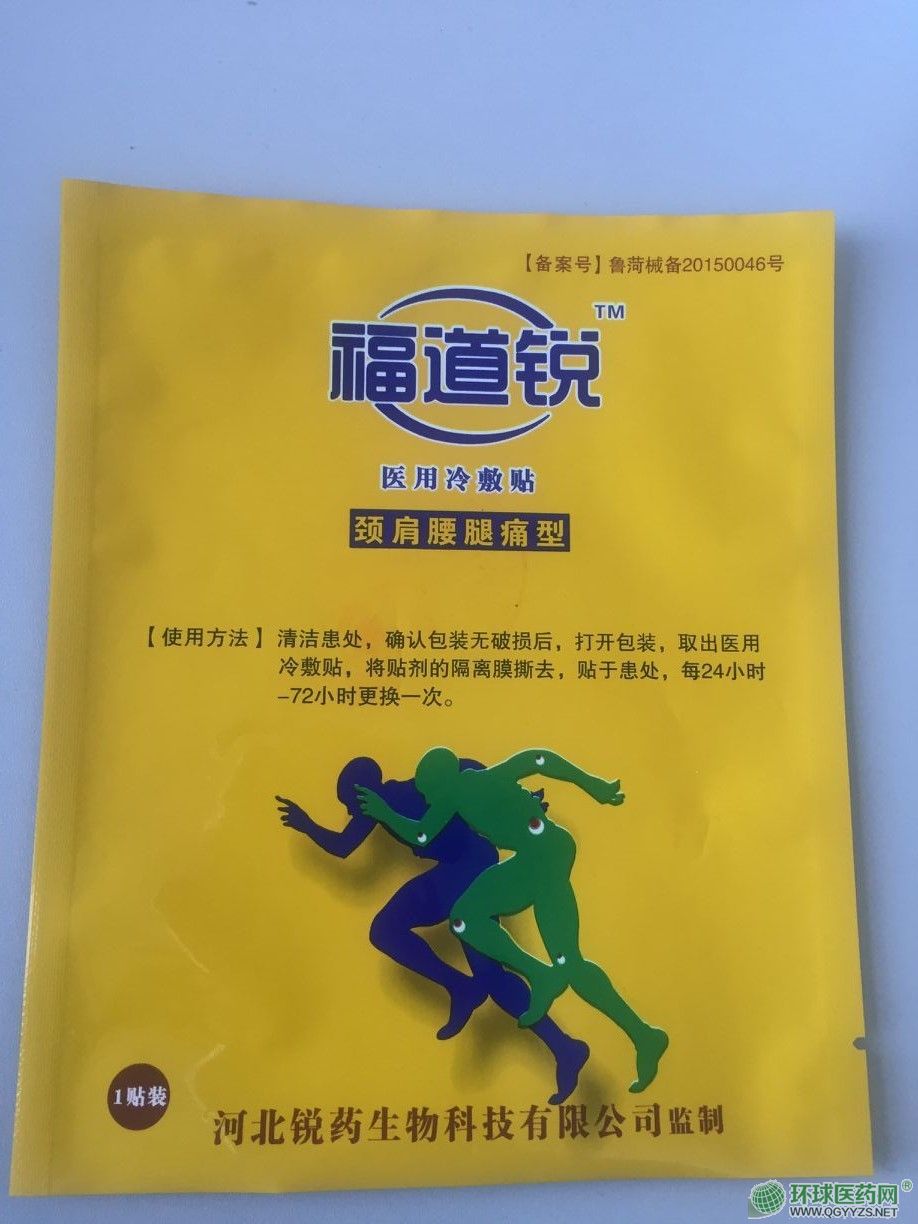 【备案号】鲁菏械备20150046号
福道锐™
医用冷敷贴
颈肩腰腿痛型
【使用方法】清洁患处，确认包装无破损后，打开包装，取出医用
冷敷贴，将贴剂的隔离膜撕去，贴于患处，每24小时
-72小时更换一次。
1贴装
河北锐药生物科技有限公司监制
环球医药网®
WWW.QGYYZS.NET